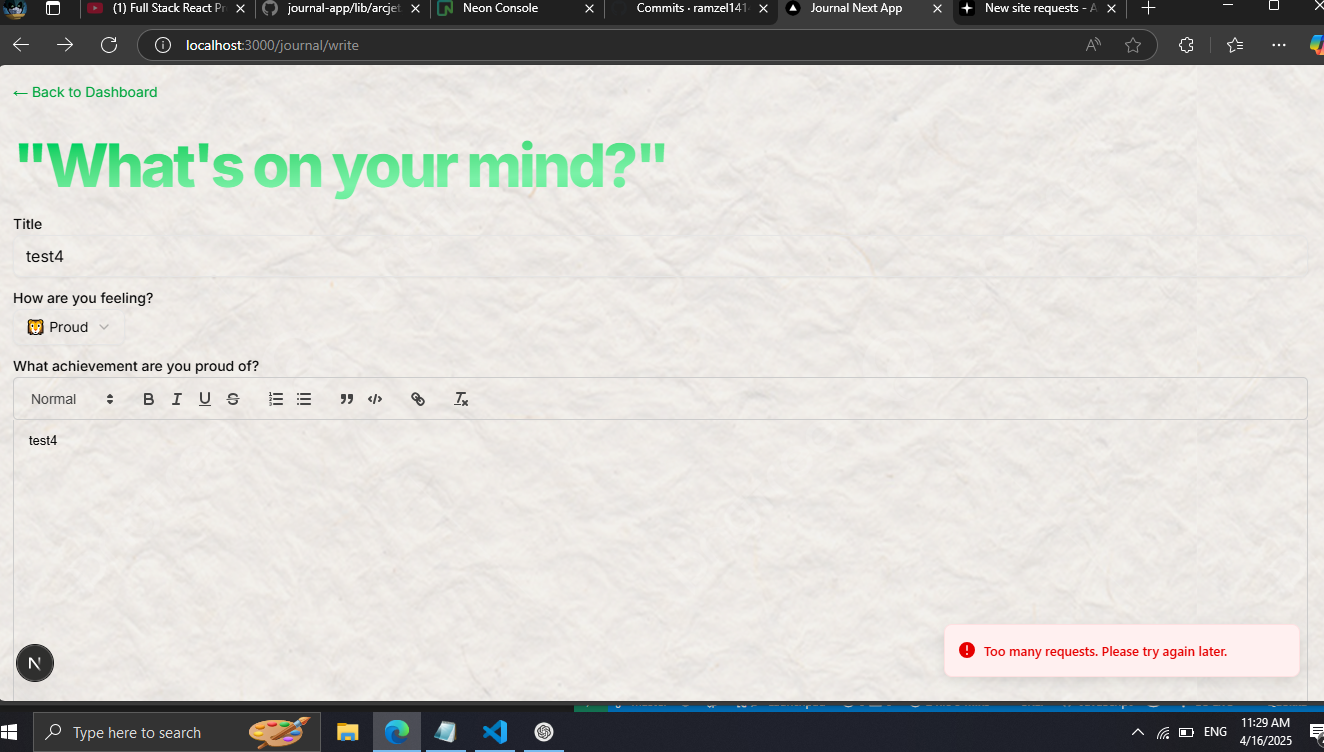 (1) Full Stack React Pr
journal-app/lib/arcjet.
Neon Console
Commits · ramzel141
Journal Next App
New site requests - A
localhost:3000/journal/write
← Back to Dashboard
"What's on your mind?"
Title
test4
How are you feeling?
🦁 Proud
What achievement are you proud of?
Normal
B I U S
test4
N
Too many requests. Please try again later.
Type here to search
ENG
11:29 AM
4/16/2025